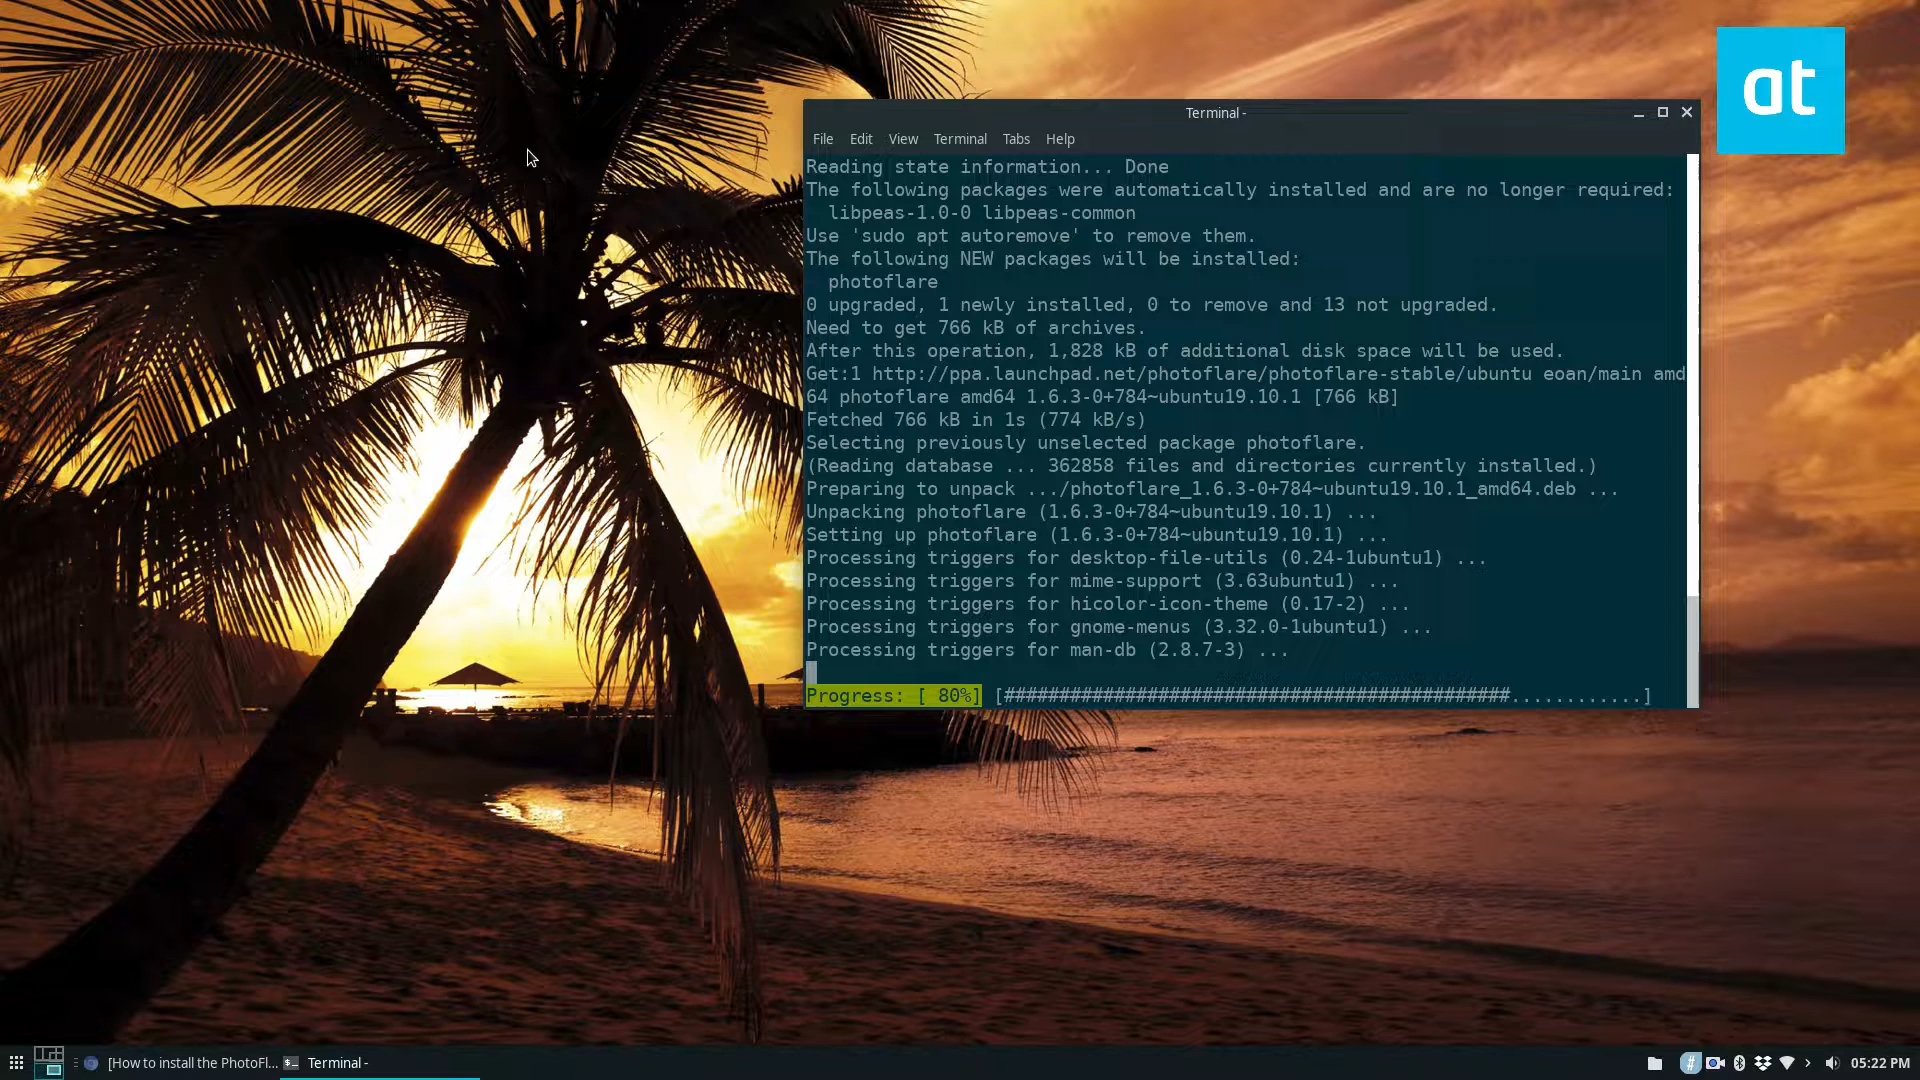 at
Terminal -
File Edit View Terminal Tabs Help
Reading state information... Done
The following packages were automatically installed and are no longer required:
  libpeas-1.0-0 libpeas-common
Use 'sudo apt autoremove' to remove them.
The following NEW packages will be installed:
  photoflare
0 upgraded, 1 newly installed, 0 to remove and 13 not upgraded.
Need to get 766 kB of archives.
After this operation, 1,828 kB of additional disk space will be used.
Get:1 http://ppa.launchpad.net/photoflare/photoflare-stable/ubuntu eoan/main amd
64 photoflare amd64 1.6.3-0+784~ubuntu19.10.1 [766 kB]
Fetched 766 kB in 1s (774 kB/s)
Selecting previously unselected package photoflare.
(Reading database ... 362858 files and directories currently installed.)
Preparing to unpack .../photoflare_1.6.3-0+784~ubuntu19.10.1_amd64.deb ...
Unpacking photoflare (1.6.3-0+784~ubuntu19.10.1) ...
Setting up photoflare (1.6.3-0+784~ubuntu19.10.1) ...
Processing triggers for desktop-file-utils (0.24-1ubuntu1) ...
Processing triggers for mime-support (3.63ubuntu1) ...
Processing triggers for hicolor-icon-theme (0.17-2) ...
Processing triggers for gnome-menus (3.32.0-1ubuntu1) ...
Processing triggers for man-db (2.8.7-3) ...
Progress: [ 80%] [##############################################............]
[How to install the PhotoFl... Terminal - 05:22 PM